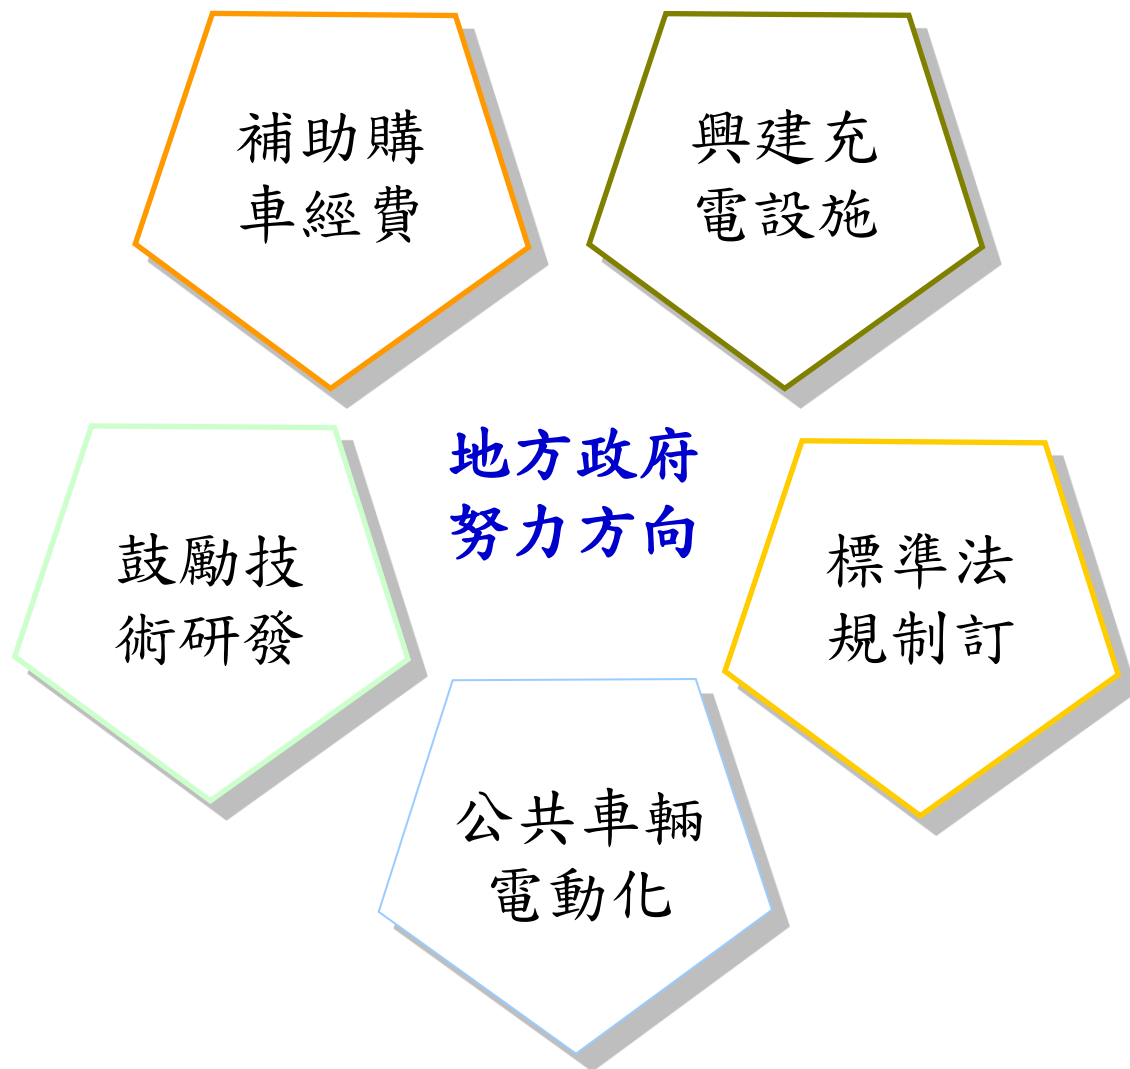 補助購
車經費
興建充
電設施
地方政府
努力方向
鼓勵技
術研發
標準法
規制訂
公共車輛
電動化